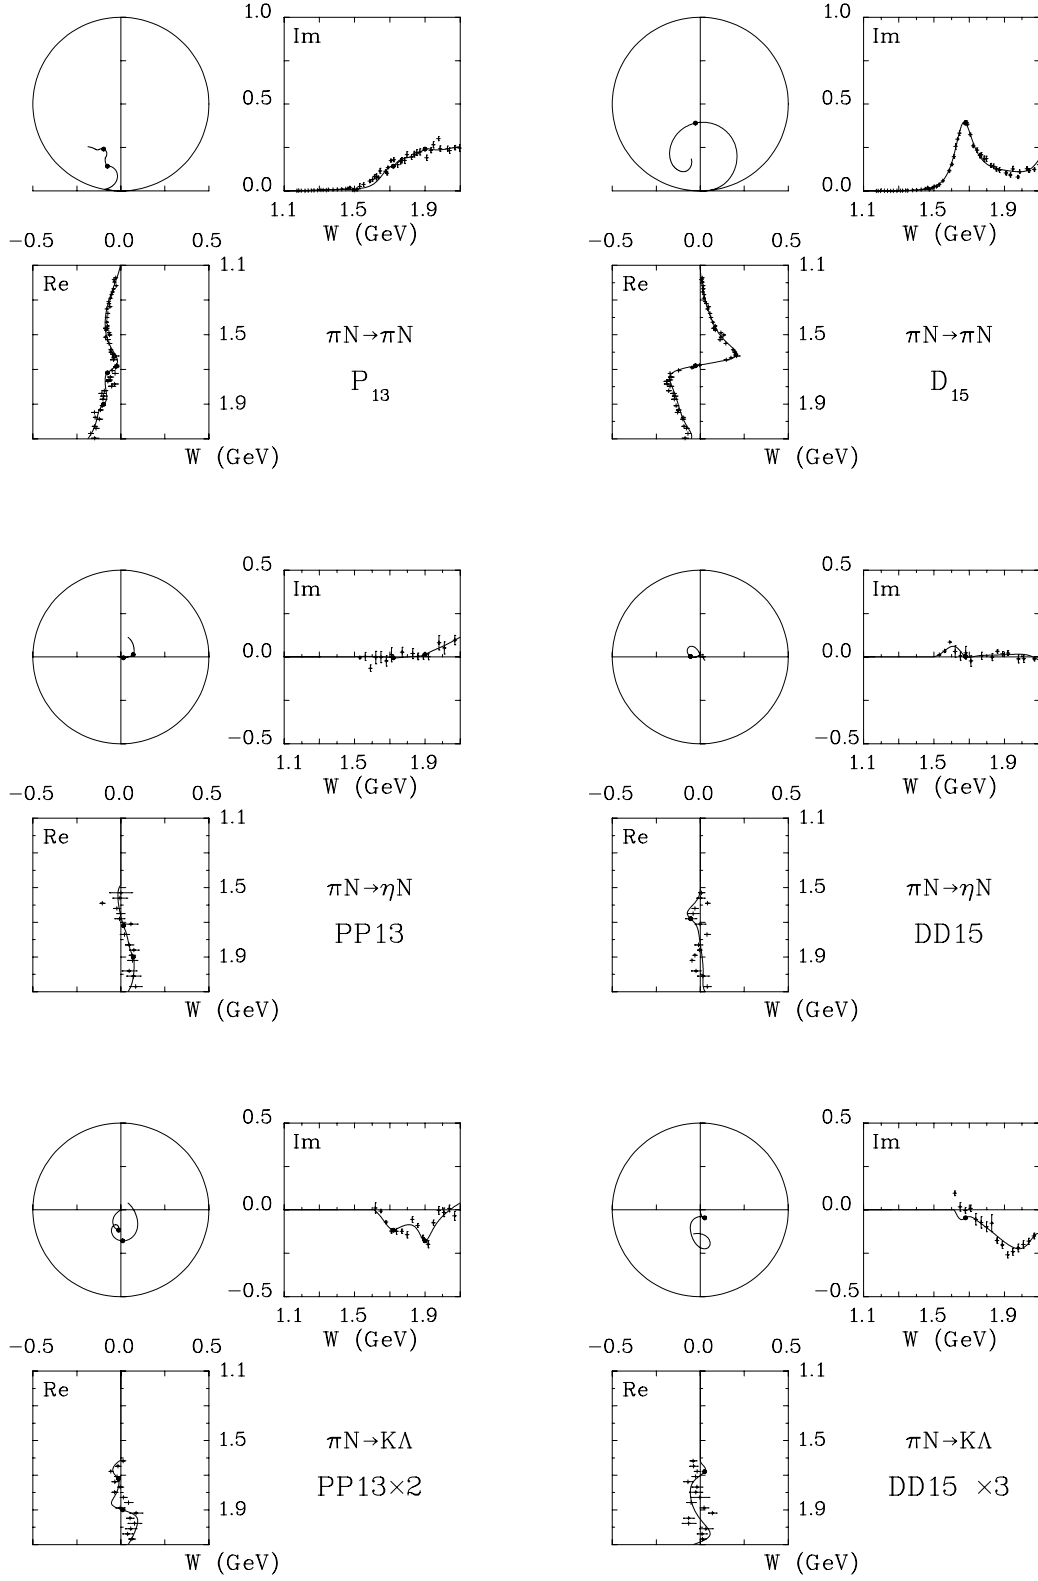 1.0
Im
0.5
0.0
1.1 1.5 1.9
W (GeV)
−0.5 0.0 0.5
Re
1.1
1.5
1.9
W (GeV)
πN→πN
P13
Im
0.5
0.0
1.1 1.5 1.9
W (GeV)
1.0
−0.5 0.0 0.5
Re
1.1
1.5
1.9
W (GeV)
πN→πN
D15
0.5
Im
0.0
−0.5
1.1 1.5 1.9
W (GeV)
−0.5 0.0 0.5
Re
1.1
1.5
1.9
W (GeV)
πN→ηN
PP13
0.5
Im
0.0
−0.5
1.1 1.5 1.9
W (GeV)
−0.5 0.0 0.5
Re
1.1
1.5
1.9
W (GeV)
πN→ηN
DD15
0.5
Im
0.0
−0.5
1.1 1.5 1.9
W (GeV)
−0.5 0.0 0.5
Re
1.1
1.5
1.9
W (GeV)
πN→KΛ
PP13×2
0.5
Im
0.0
−0.5
1.1 1.5 1.9
W (GeV)
−0.5 0.0 0.5
Re
1.1
1.5
1.9
W (GeV)
πN→KΛ
DD15 ×3